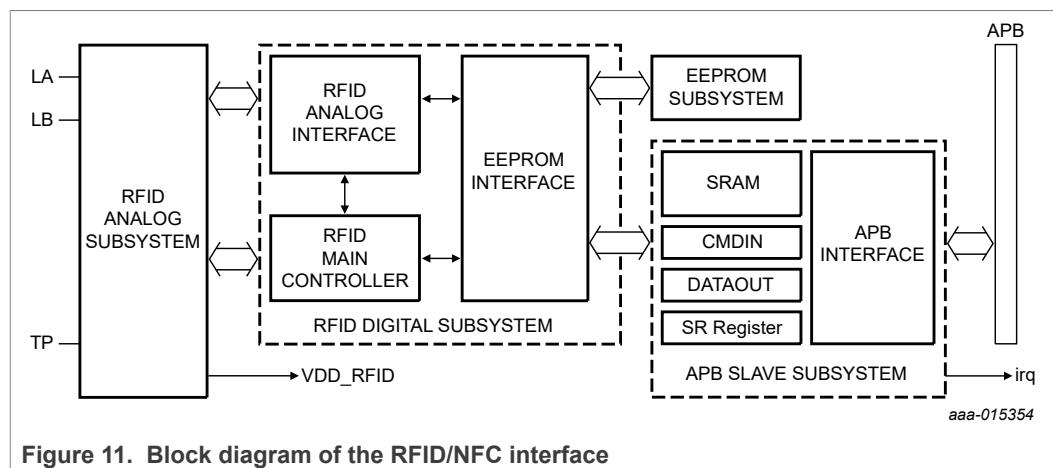 APB
LA
LB
TP
RFID
ANALOG
SUBSYSTEM
RFID
ANALOG
INTERFACE
RFID
MAIN
CONTROLLER
EEPROM
INTERFACE
RFID DIGITAL SUBSYSTEM
EEPROM
SUBSYSTEM
SRAM
CMDIN
DATAOUT
SR Register
APB
INTERFACE
APB SLAVE SUBSYSTEM
VDD_RFID
irq
aaa-015354
Figure 11. Block diagram of the RFID/NFC interface